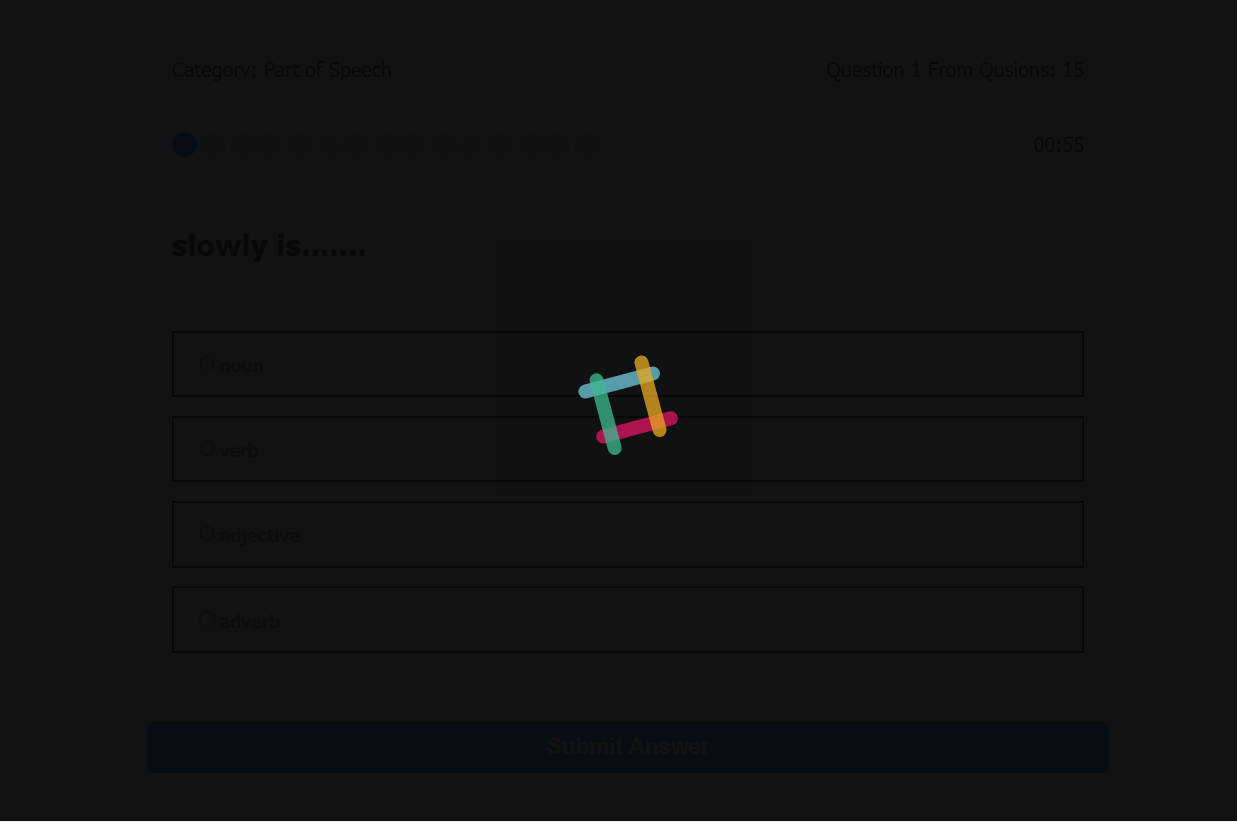 Category: Part of Speech
Question 1 From Qusions: 15
00:55
slowly is.......
noun
verb
adjective
adverb
Submit Answer